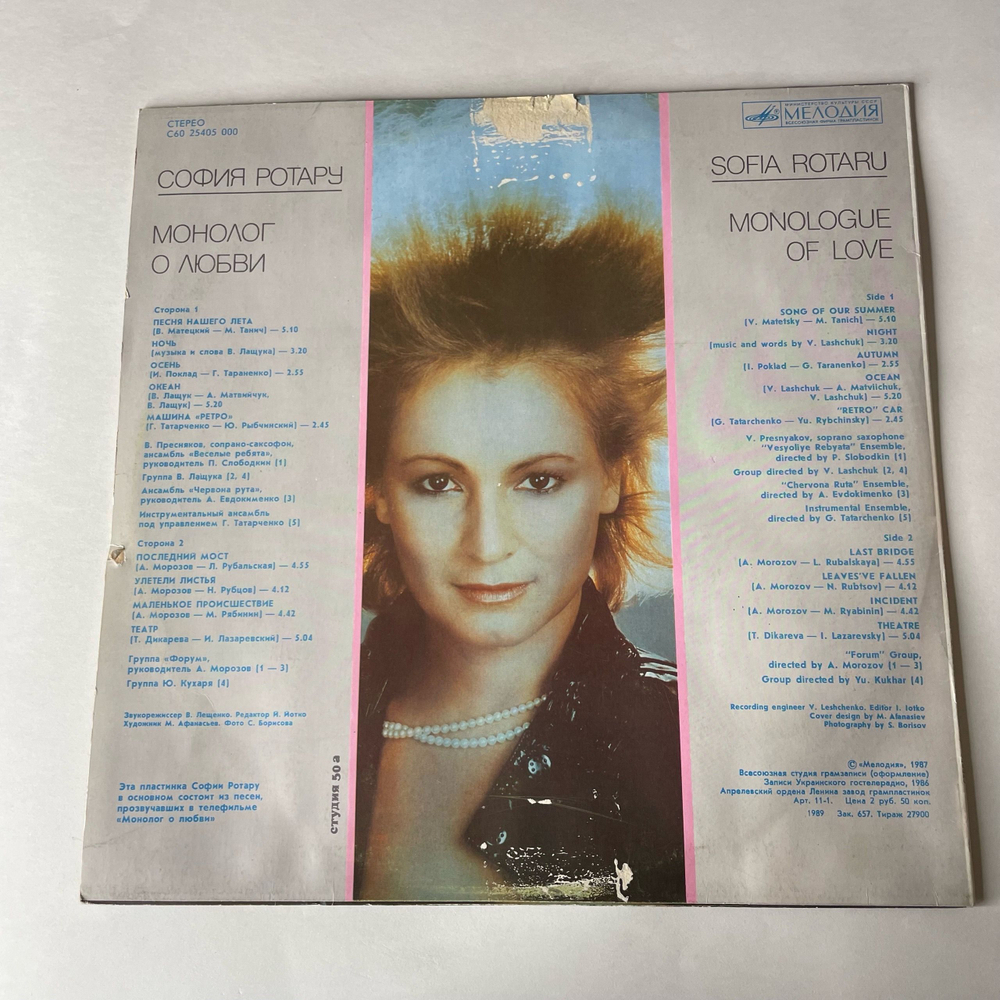 СТЕРЕО
С60 25405 000
СОФИЯ РОТАРУ
МОНОЛОГ
О ЛЮБВИ
Сторона 1
ПЕСНЯ НАШЕГО ЛЕТА
(В. Матецкий — М. Танич) — 5.10
НОЧЬ
(музыка и слова В. Лащука) — 3.20
ОСЕНЬ
(И. Поклад — Г. Тараненко) — 2.55
ОКЕАН
(В. Лащук — А. Матвийчук,
В. Лащук) — 5.20
МАШИНА «РЕТРО»
(Г. Татарченко — Ю. Рыбчинский) — 2.45
В. Пресняков, сопрано-саксофон,
ансамбль «Веселые ребята»,
руководитель П. Слободкин (1)
Группа В. Лащука (2, 4)
Ансамбль «Червона рута»,
руководитель А. Евдокименко (3)
Инструментальный ансамбль
под управлением Г. Татарченко (5)
Сторона 2
ПОСЛЕДНИЙ МОСТ
(А. Морозов — Л. Рубальская) — 4.55
УЛЕТЕЛИ ЛИСТЬЯ
(А. Морозов — Н. Рубцов) — 4.12
МАЛЕНЬКОЕ ПРОИСШЕСТВИЕ
(А. Морозов — М. Рябинин) — 4.42
ТЕАТР
(Т. Дикарева — И. Лазаревский) — 5.04
Группа «Форум»,
руководитель А. Морозов (1 — 3)
Группа Ю. Кухаря (4)
Звукорежиссер В. Лещенко. Редактор И. Йотко
Художник М. Афанасьев. Фото С. Борисова
Эта пластинка Софии Ротару
в основном состоит из песен,
прозвучавших в телефильме
«Монолог о любви»
студия 50 а
МИНИСТЕРСТВО КУЛЬТУРЫ СССР
МЕЛОДИЯ
ВСЕСОЮЗНАЯ ФИРМА ГРАМПЛАСТИНОК
SOFIA ROTARU
MONOLOGUE
OF LOVE
Side 1
SONG OF OUR SUMMER
(V. Matetsky — M. Tanich) — 5.10
NIGHT
(music and words by V. Lashchuk) — 3.20
AUTUMN
(I. Poklad — G. Taranenko) — 2.55
OCEAN
(V. Lashchuk — A. Matviichuk,
V. Lashchuk) — 5.20
“RETRO” CAR
(G. Tatarchenko — Yu. Rybchinsky) — 2.45
V. Presnyakov, soprano saxophone
“Vesyoliye Rebyata” Ensemble,
directed by P. Slobodkin (1)
Group directed by V. Lashchuk (2, 4)
“Chervona Ruta” Ensemble,
directed by A. Evdokimenko (3)
Instrumental Ensemble,
directed by G. Tatarchenko (5)
Side 2
LAST BRIDGE
(A. Morozov — L. Rubalskaya) — 4.55
LEAVES’VE FALLEN
(A. Morozov — N. Rubtsov) — 4.12
INCIDENT
(A. Morozov — M. Ryabinin) — 4.42
THEATRE
(T. Dikareva — I. Lazarevsky) — 5.04
“Forum” Group,
directed by A. Morozov (1 — 3)
Group directed by Yu. Kukhar (4)
Recording engineer V. Leshchenko. Editor I. Jotko
Cover design by M. Afanasiev
Photography by S. Borisov
© «Мелодия», 1987
Всесоюзная студия грамзаписи (оформление)
Записи Украинского гостелерадио, 1986
Апрелевский ордена Ленина завод грампластинок
Арт. 11-1. Цена 2 руб. 50 коп.
1989 Зак. 657. Тираж 27900